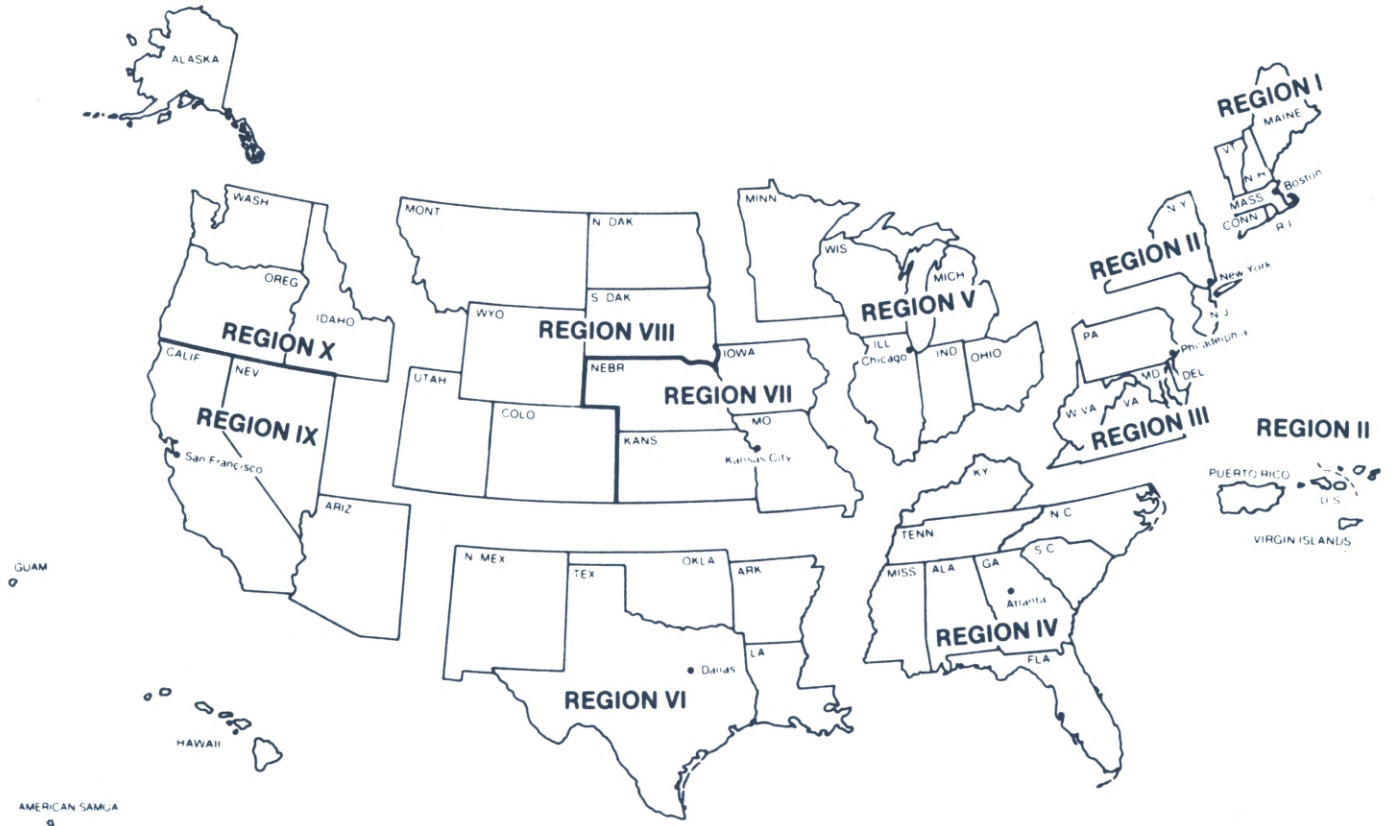 ALASKA
REGION I
MAINE
VT
N H
Boston
MASS
CONN
R I
WASH
MONT
N DAK
MINN
WIS
MICH
N Y
REGION II
New York
N J
OREG
IDAHO
REGION X
WYO
S DAK
REGION VIII
REGION V
ILL
Chicago
IND
OHIO
PA
Philadelphia
MD
DEL
W VA
VA
REGION III
CALIF
NEV
REGION IX
San Francisco
UTAH
COLO
NEBR
IOWA
REGION VII
KANS
MO
Kansas City
REGION II
PUERTO RICO
U S
VIRGIN ISLANDS
ARIZ
KY
TENN
N C
S C
MISS
ALA
GA
Atlanta
REGION IV
FLA
N MEX
TEX
OKLA
ARK
LA
Dallas
REGION VI
GUAM
HAWAII
AMERICAN SAMOA